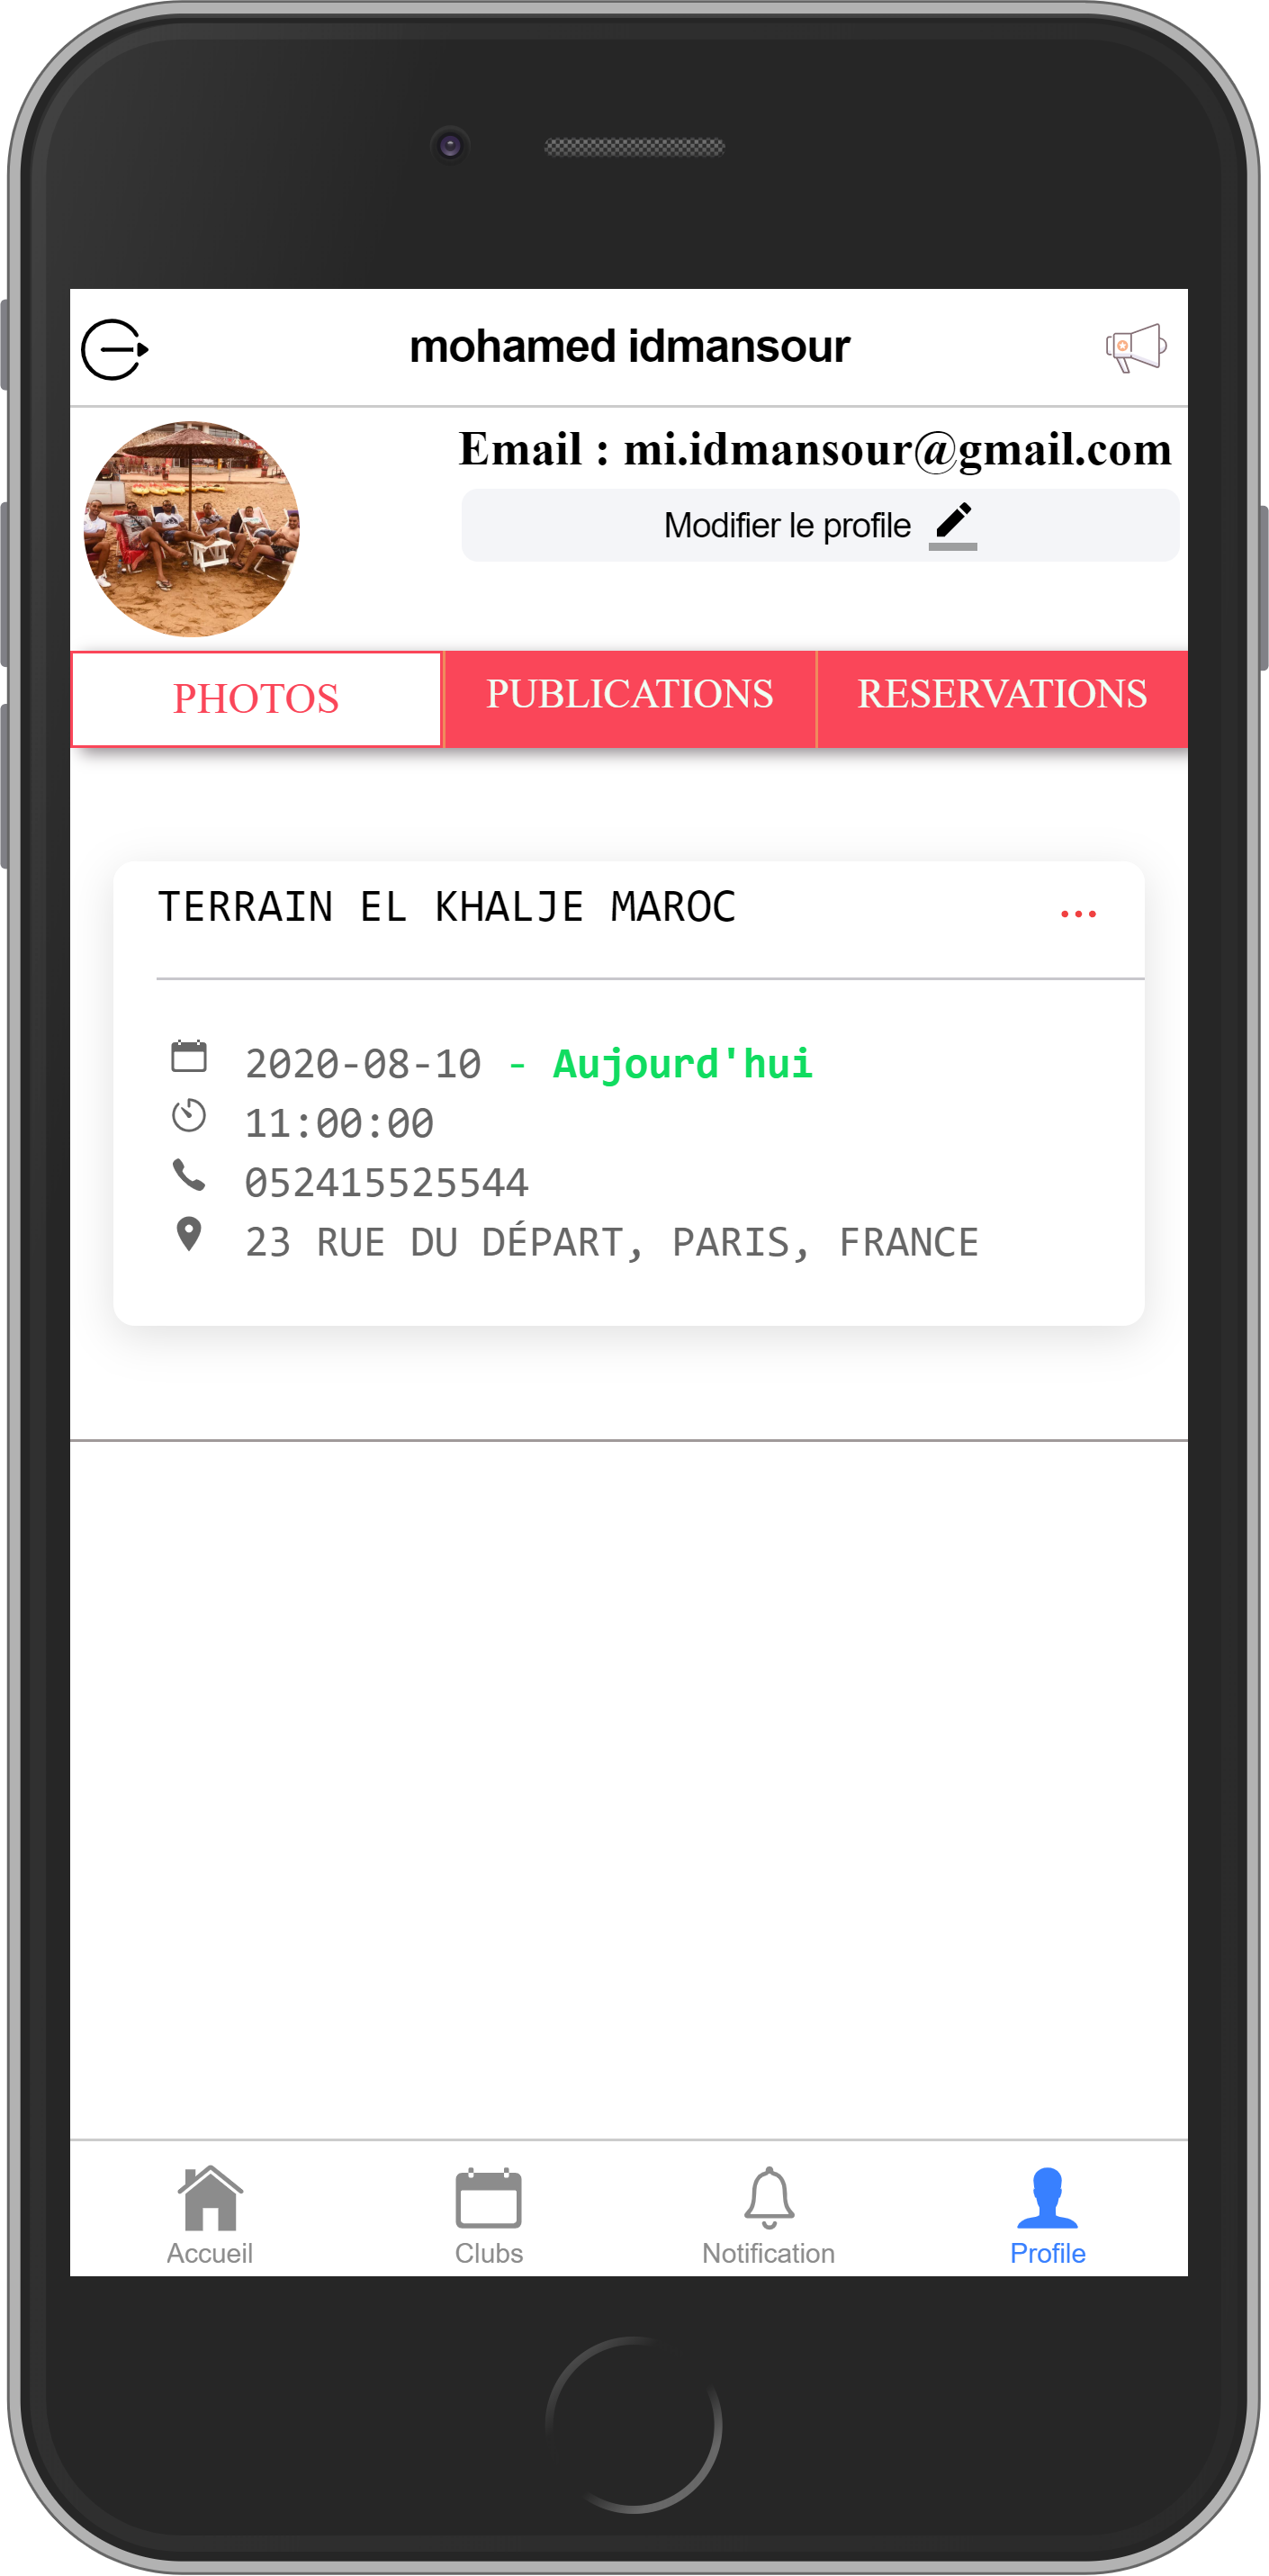 mohamed idmansour
Email : mi.idmansour@gmail.com
Modifier le profile
PHOTOS PUBLICATIONS RESERVATIONS
TERRAIN EL KHALJE MAROC
2020-08-10 - Aujourd'hui
11:00:00
052415525544
23 RUE DU DÉPART, PARIS, FRANCE
Accueil Clubs Notification Profile